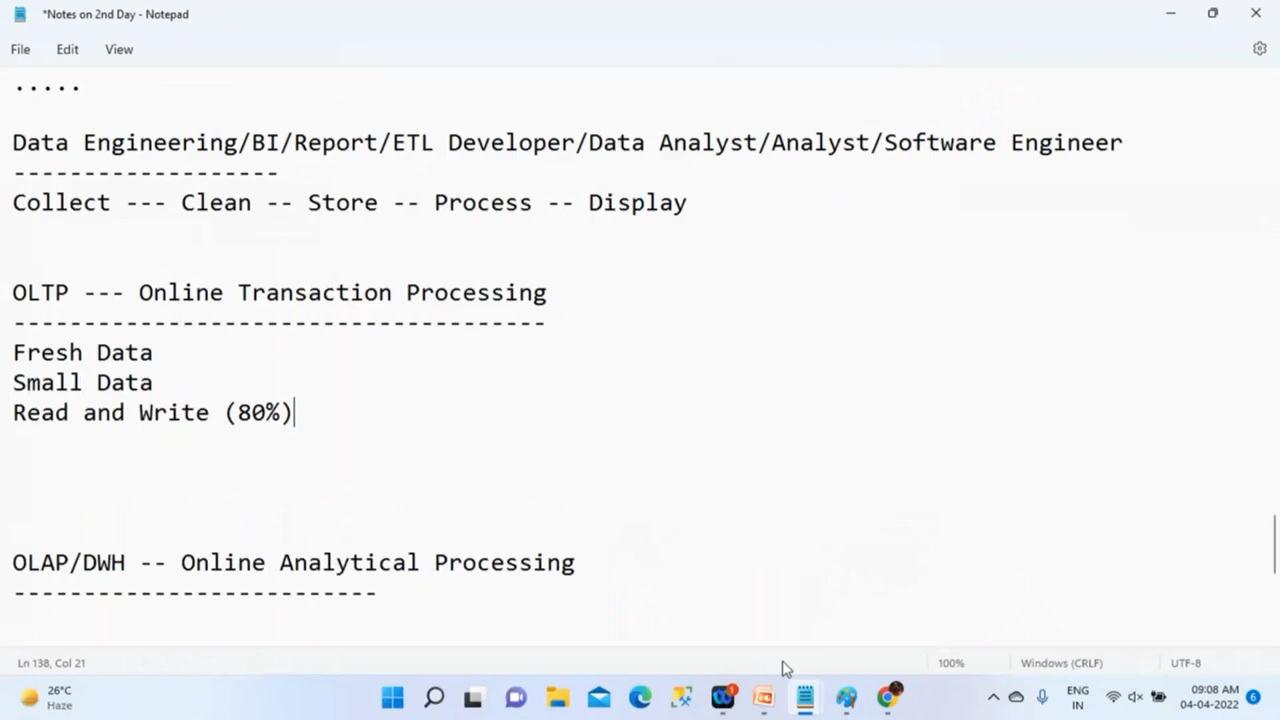 *Notes on 2nd Day - Notepad
File Edit View
.....
Data Engineering/BI/Report/ETL Developer/Data Analyst/Analyst/Software Engineer
-------------------
Collect --- Clean -- Store -- Process -- Display
OLTP --- Online Transaction Processing
--------------------------------------
Fresh Data
Small Data
Read and Write (80%)
OLAP/DWH -- Online Analytical Processing
--------------------------
Ln 138, Col 21 100% Windows (CRLF) UTF-8
26°C
Haze
ENG
IN
09:08 AM
04-04-2022
6
1